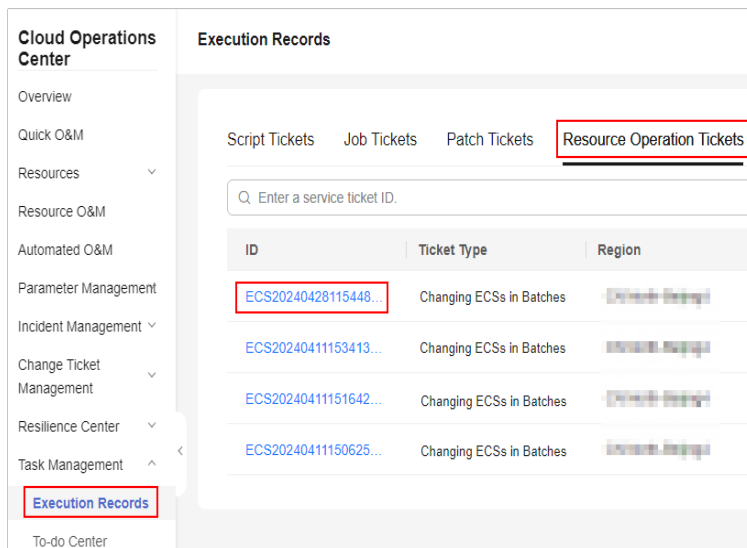 Cloud Operations
Center
Overview
Quick O&M
Resources
Resource O&M
Automated O&M
Parameter Management
Incident Management
Change Ticket
Management
Resilience Center
Task Management
Execution Records
To-do Center
Execution Records
Script Tickets Job Tickets Patch Tickets Resource Operation Tickets
Enter a service ticket ID.
ID Ticket Type Region
ECS20240428115448... Changing ECSs in Batches
ECS20240411153413... Changing ECSs in Batches
ECS20240411151642... Changing ECSs in Batches
ECS20240411150625... Changing ECSs in Batches